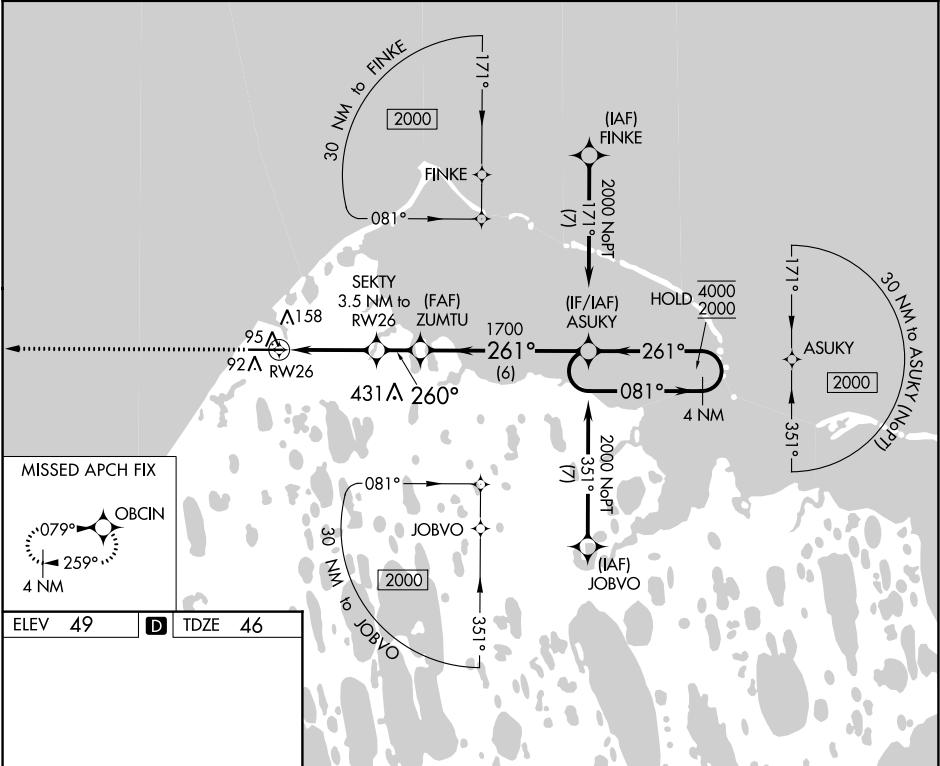 30 NM to FINKE
171°
2000
FINKE
081°
(IAF)
FINKE
2000 NoPT
171°
(7)
SEKTY
3.5 NM to
RW26
(FAF)
ZUMTU
1700
261°
(6)
(IF/IAF)
ASUKY
HOLD 4000
2000
261°
081°
4 NM
158
95
92
RW26
431
260°
171°
ASUKY
2000
351°
30 NM to ASUKY (NoPT)
2000 NoPT
351°
(7)
(IAF)
JOBVO
081°
JOBVO
2000
351°
30 NM to JOBVO
MISSED APCH FIX
OBCIN
079°
259°
4 NM
ELEV 49 D TDZE 46